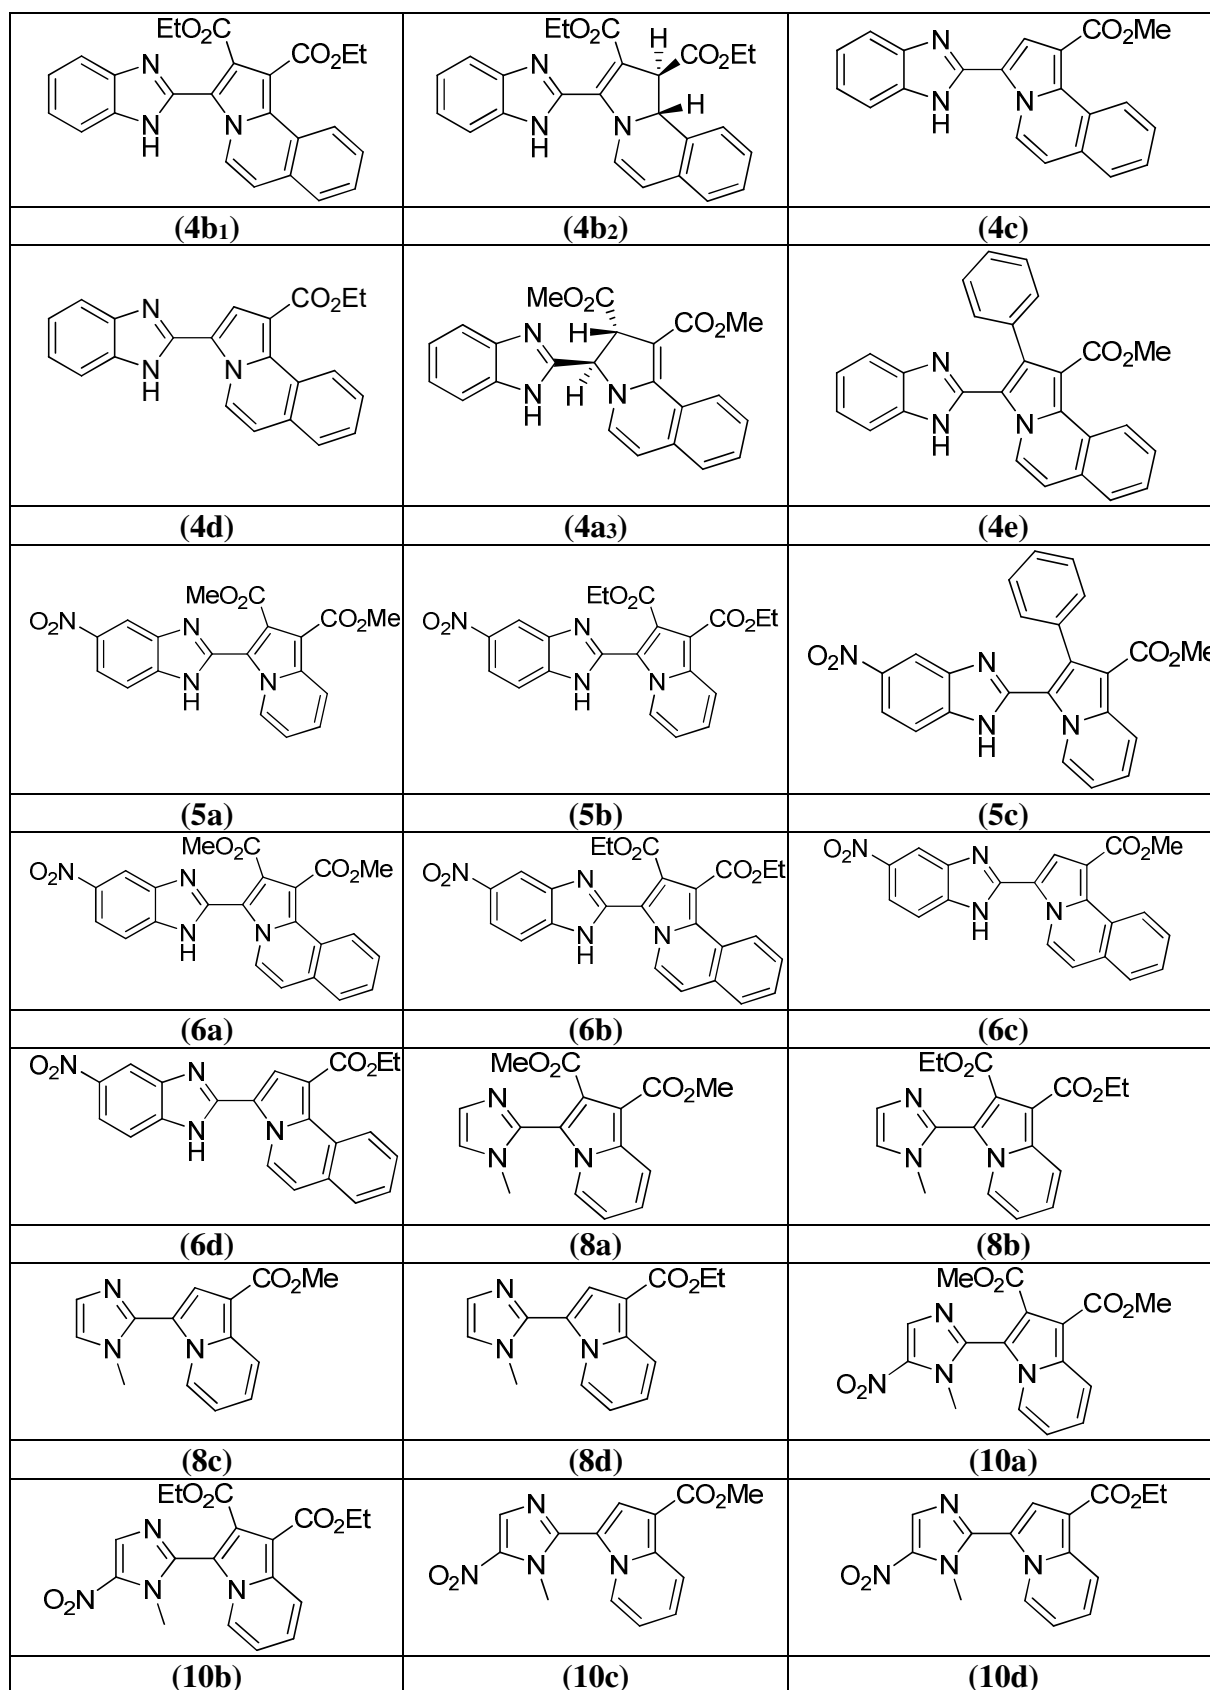 EtO₂C CO₂Et N N H N
EtO₂C H CO₂Et N H N H N
CO₂Me N N H N
(4b₁) (4b₂) (4c)
CO₂Et N N H N
MeO₂C H CO₂Me N N H H N
CO₂Me N N H N
(4d) (4a₃) (4e)
MeO₂C CO₂Me O₂N N N H N
EtO₂C CO₂Et O₂N N N H N
CO₂Me O₂N N N H N
(5a) (5b) (5c)
MeO₂C CO₂Me O₂N N N H N
EtO₂C CO₂Et O₂N N N H N
CO₂Me O₂N N N H N
(6a) (6b) (6c)
CO₂Et O₂N N N H N
MeO₂C CO₂Me N N N
EtO₂C CO₂Et N N N
(6d) (8a) (8b)
CO₂Me N N N
CO₂Et N N N
MeO₂C CO₂Me N O₂N N N
(8c) (8d) (10a)
EtO₂C CO₂Et N O₂N N N
CO₂Me N O₂N N N
CO₂Et N O₂N N N
(10b) (10c) (10d)